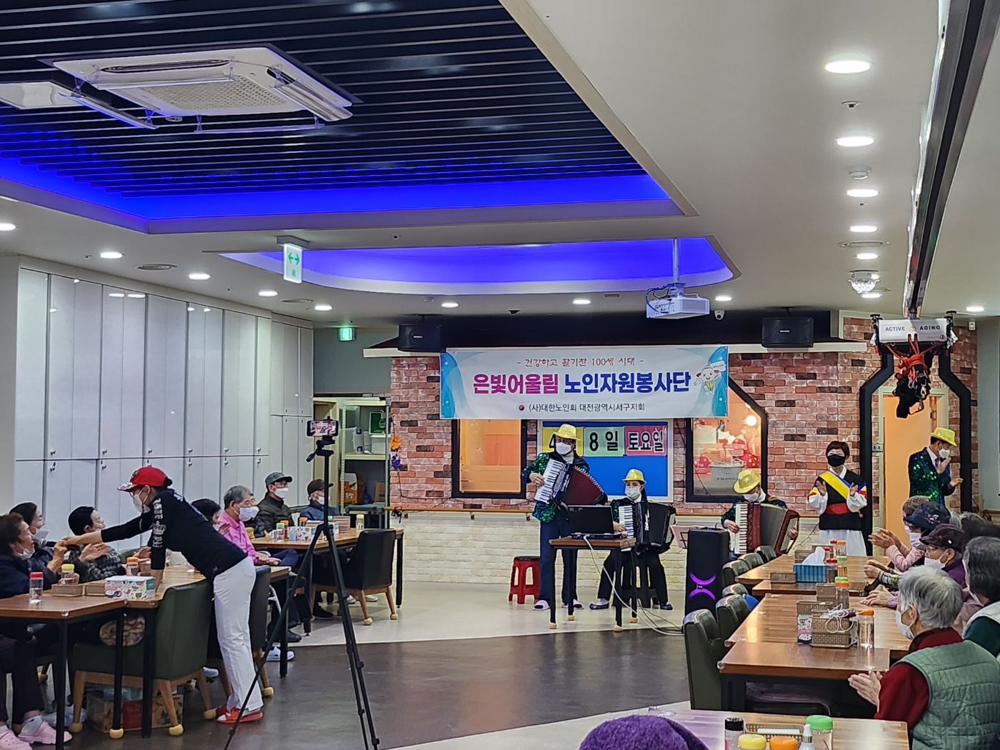 - 건강하고 활기찬 100세 시대 -
은빛어울림 노인자원봉사단
(사)대한노인회 대전광역시서구지회
8 일 토요일
ACTIVE AGING